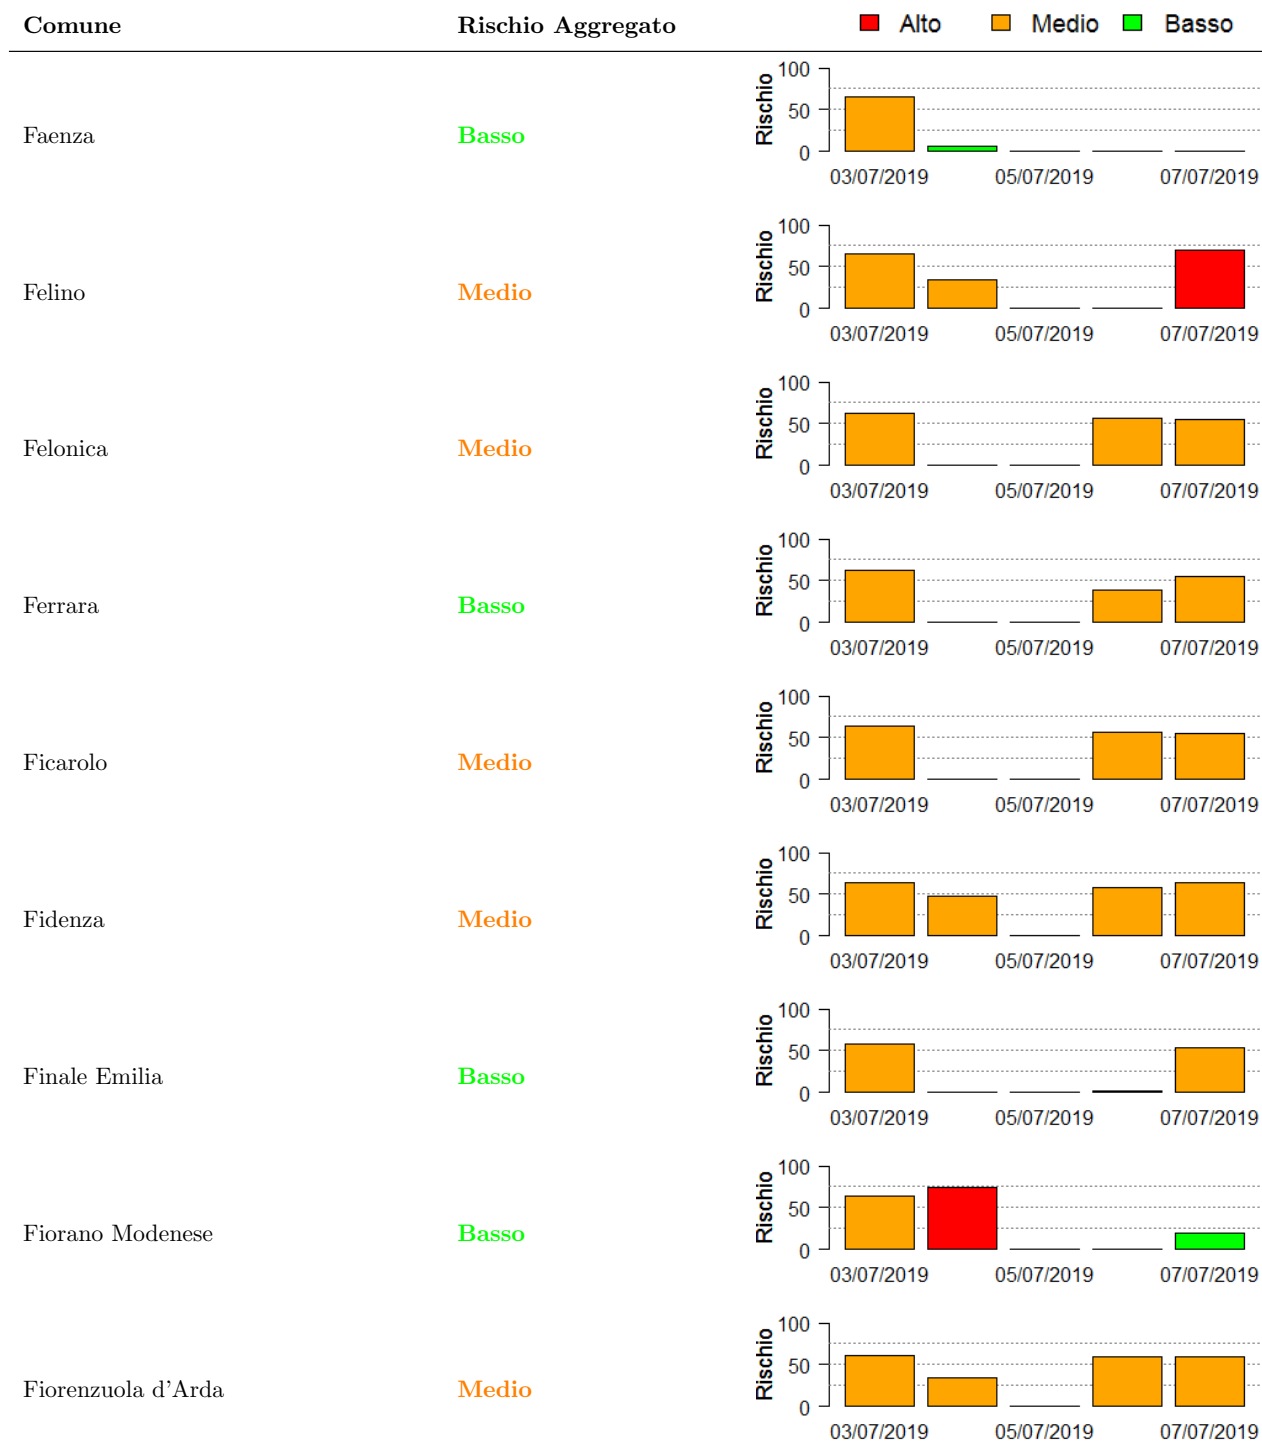 Comune Rischio Aggregato Alto Medio Basso
Faenza Basso Rischio 100 50 0
03/07/2019 05/07/2019 07/07/2019
Felino Medio Rischio 100 50 0
03/07/2019 05/07/2019 07/07/2019
Felonica Medio Rischio 100 50 0
03/07/2019 05/07/2019 07/07/2019
Ferrara Basso Rischio 100 50 0
03/07/2019 05/07/2019 07/07/2019
Ficarolo Medio Rischio 100 50 0
03/07/2019 05/07/2019 07/07/2019
Fidenza Medio Rischio 100 50 0
03/07/2019 05/07/2019 07/07/2019
Finale Emilia Basso Rischio 100 50 0
03/07/2019 05/07/2019 07/07/2019
Fiorano Modenese Basso Rischio 100 50 0
03/07/2019 05/07/2019 07/07/2019
Fiorenzuola d'Arda Medio Rischio 100 50 0
03/07/2019 05/07/2019 07/07/2019